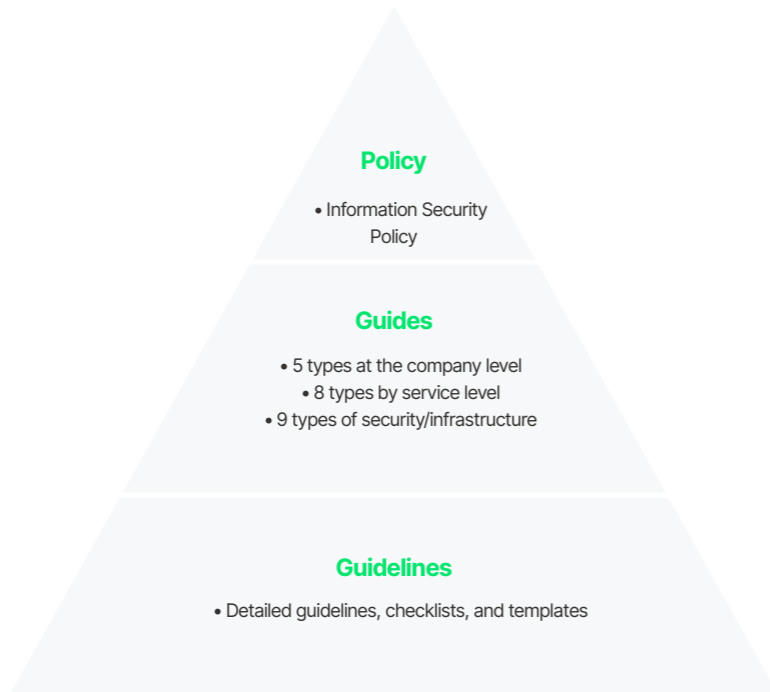 Policy
• Information Security
Policy
Guides
• 5 types at the company level
• 8 types by service level
• 9 types of security/infrastructure
Guidelines
• Detailed guidelines, checklists, and templates